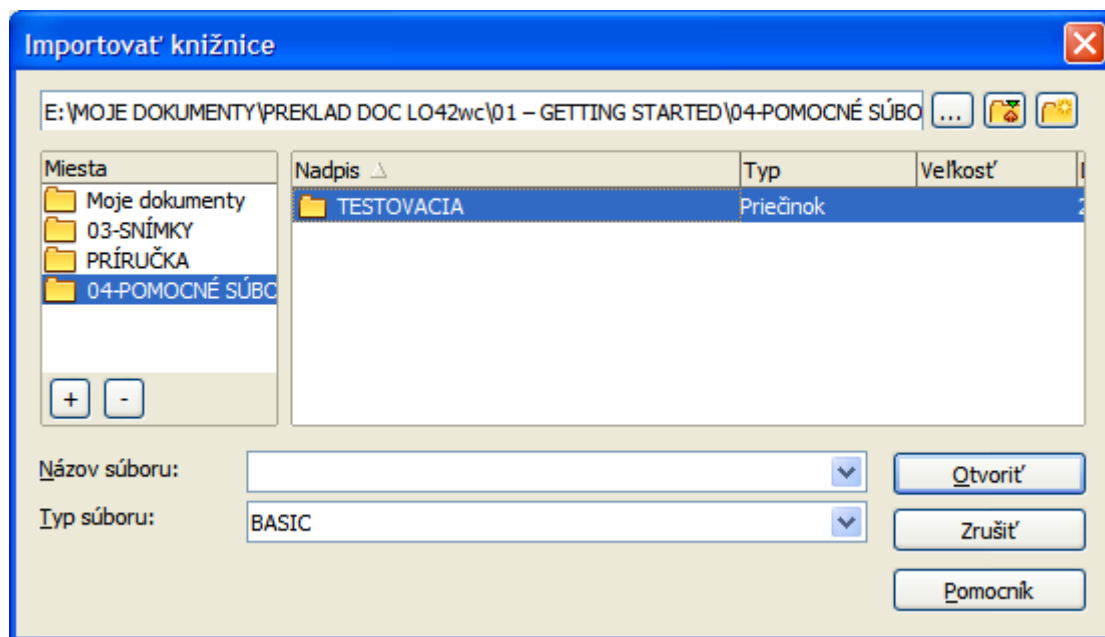 Importovať knižnice
E:\MOJE DOKUMENTY\PREKLAD DOC LO42wc\01 – GETTING STARTED\04-POMOCNÉ SÚBO ...
Miesta
Moje dokumenty
03-SNÍMKY
PRÍRUČKA
04-POMOCNÉ SÚBO
+ -
Nadpis Typ Veľkosť
TESTOVACIA Priečinok
Názov súboru:
Otvoriť
Typ súboru: BASIC
Zrušiť
Pomocník